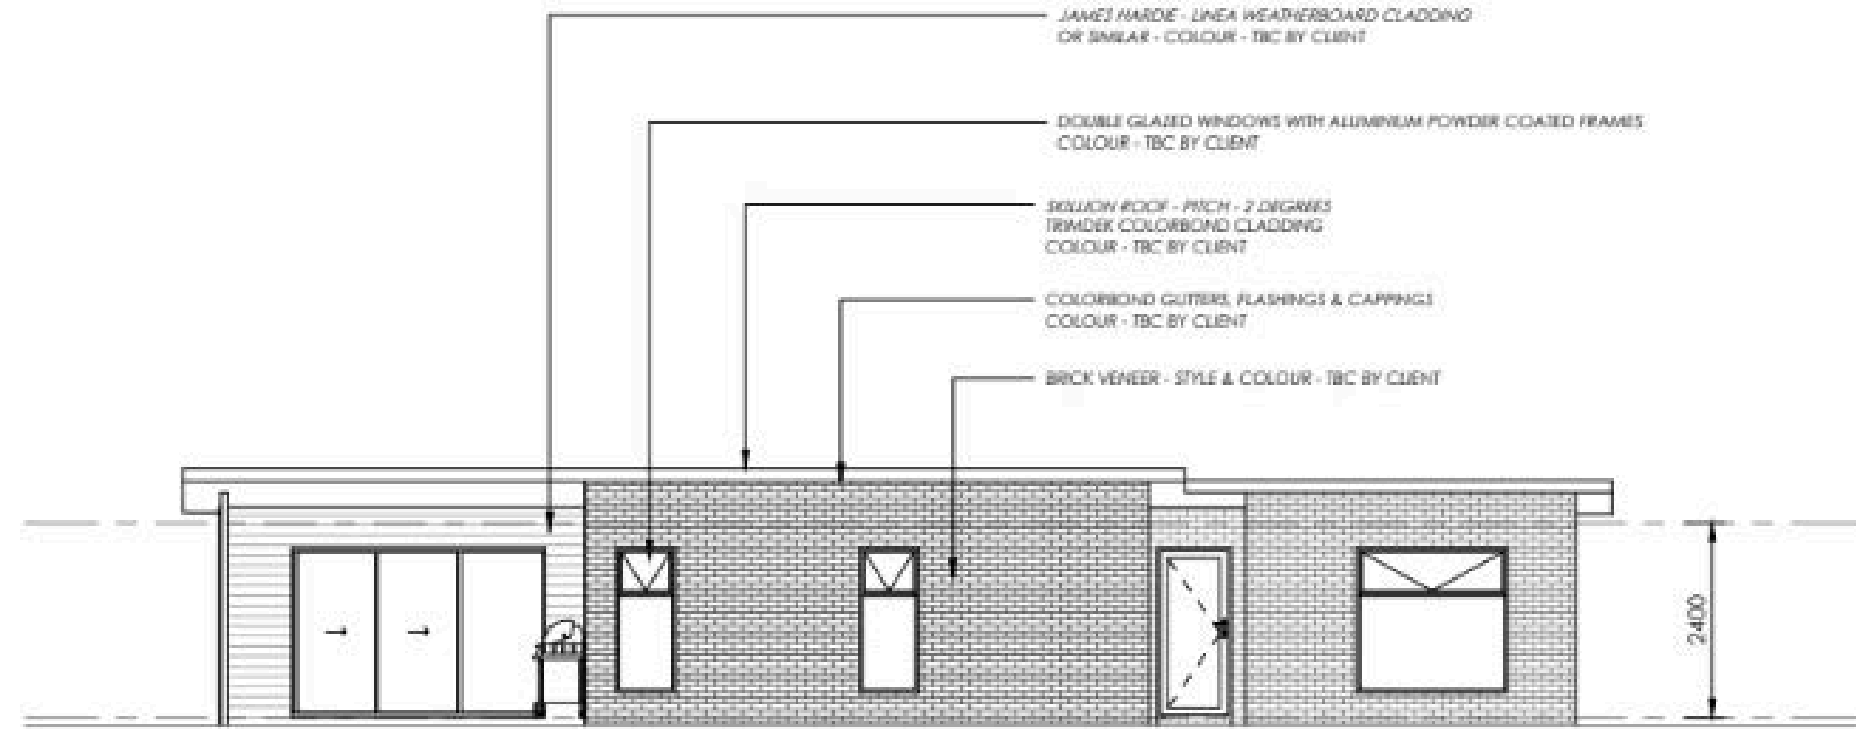 JAMES HARDIE - LINEA WEATHERBOARD CLADDING
OR SIMILAR - COLOUR - TBC BY CLIENT
DOUBLE GLAZED WINDOWS WITH ALUMINIUM POWDER COATED FRAMES
COLOUR - TBC BY CLIENT
SKILLION ROOF - PITCH - 2 DEGREES
TRIMDEK COLORBOND CLADDING
COLOUR - TBC BY CLIENT
COLORBOND GUTTERS, FLASHINGS & CAPPINGS
COLOUR - TBC BY CLIENT
BRICK VENEER - STYLE & COLOUR - TBC BY CLIENT
2400